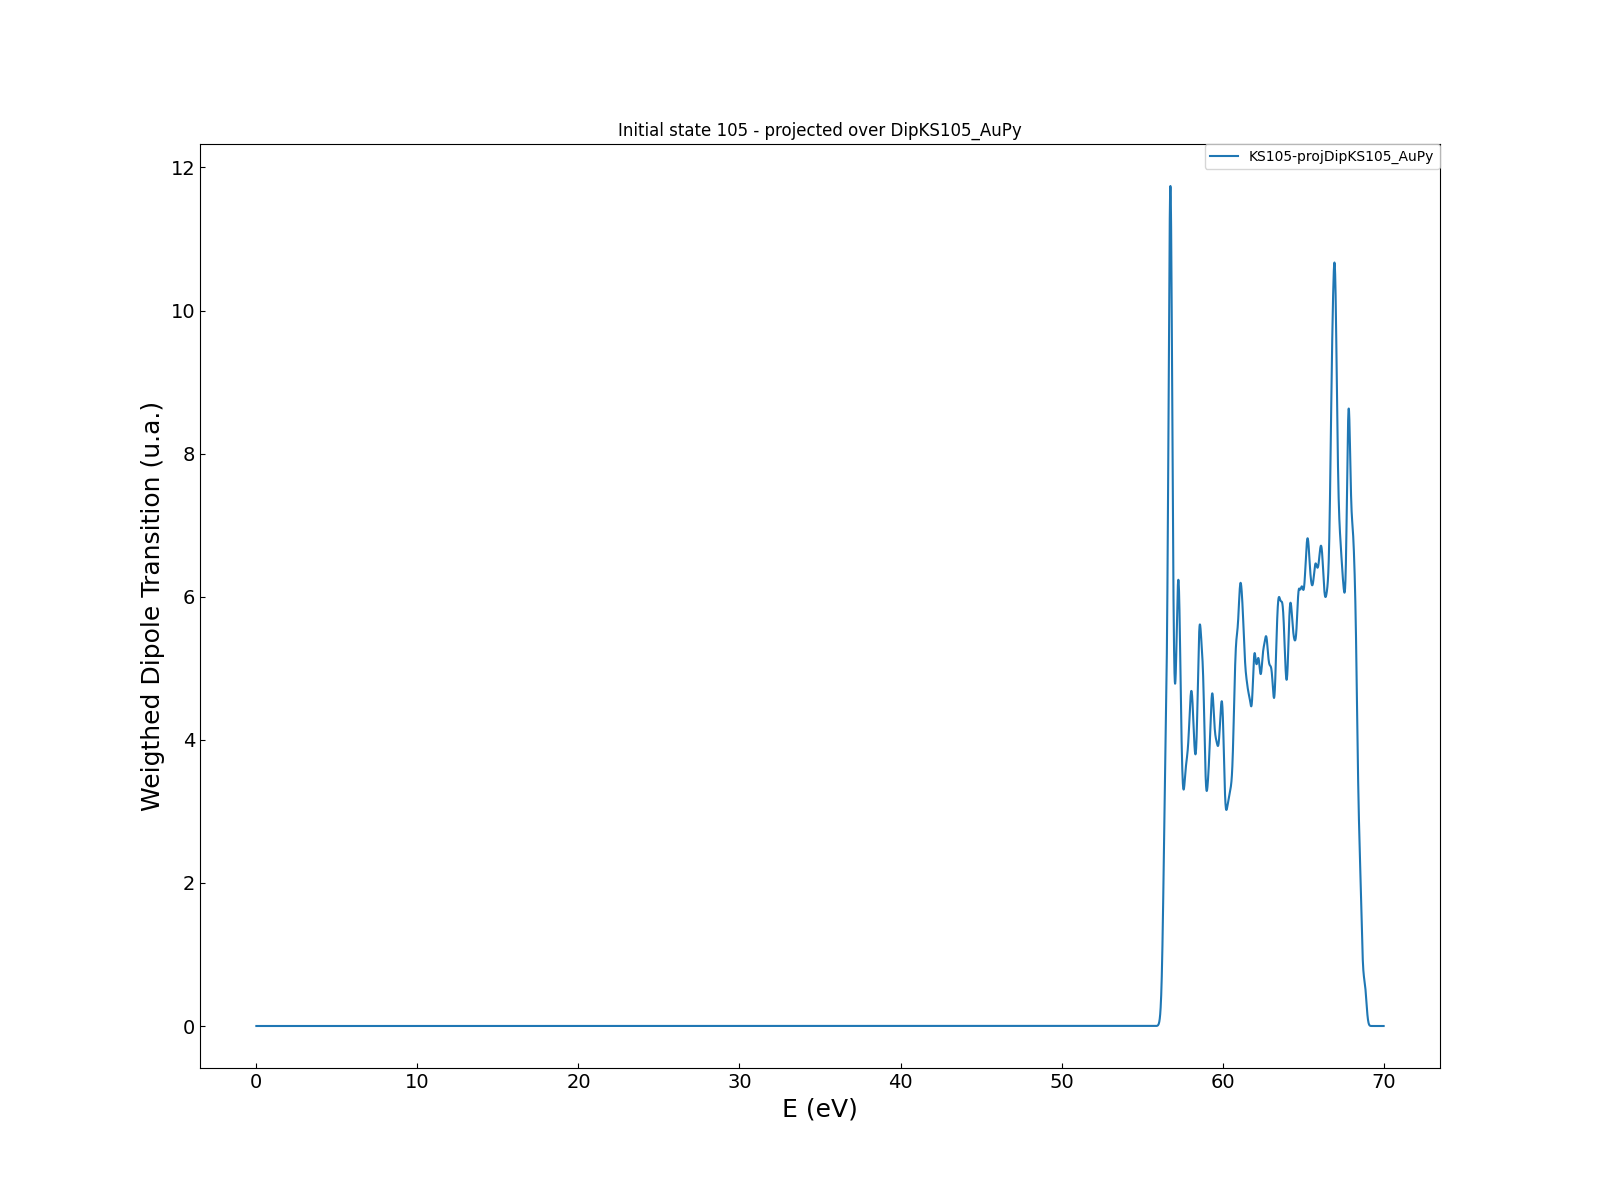 Initial state 105 - projected over DipKS105_AuPy
KS105-projDipKS105_AuPy
Weigthed Dipole Transition (u.a.)
12
10
8
6
4
2
0
0 10 20 30 40 50 60 70
E (eV)